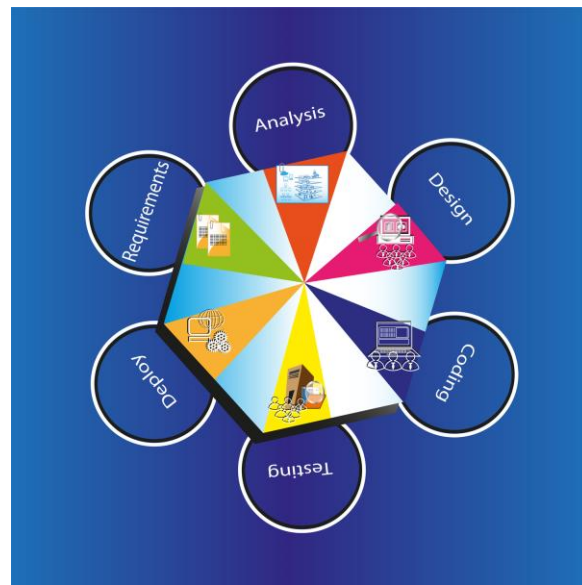 Analysis
Design
Coding
Testing
Deploy
Requirements